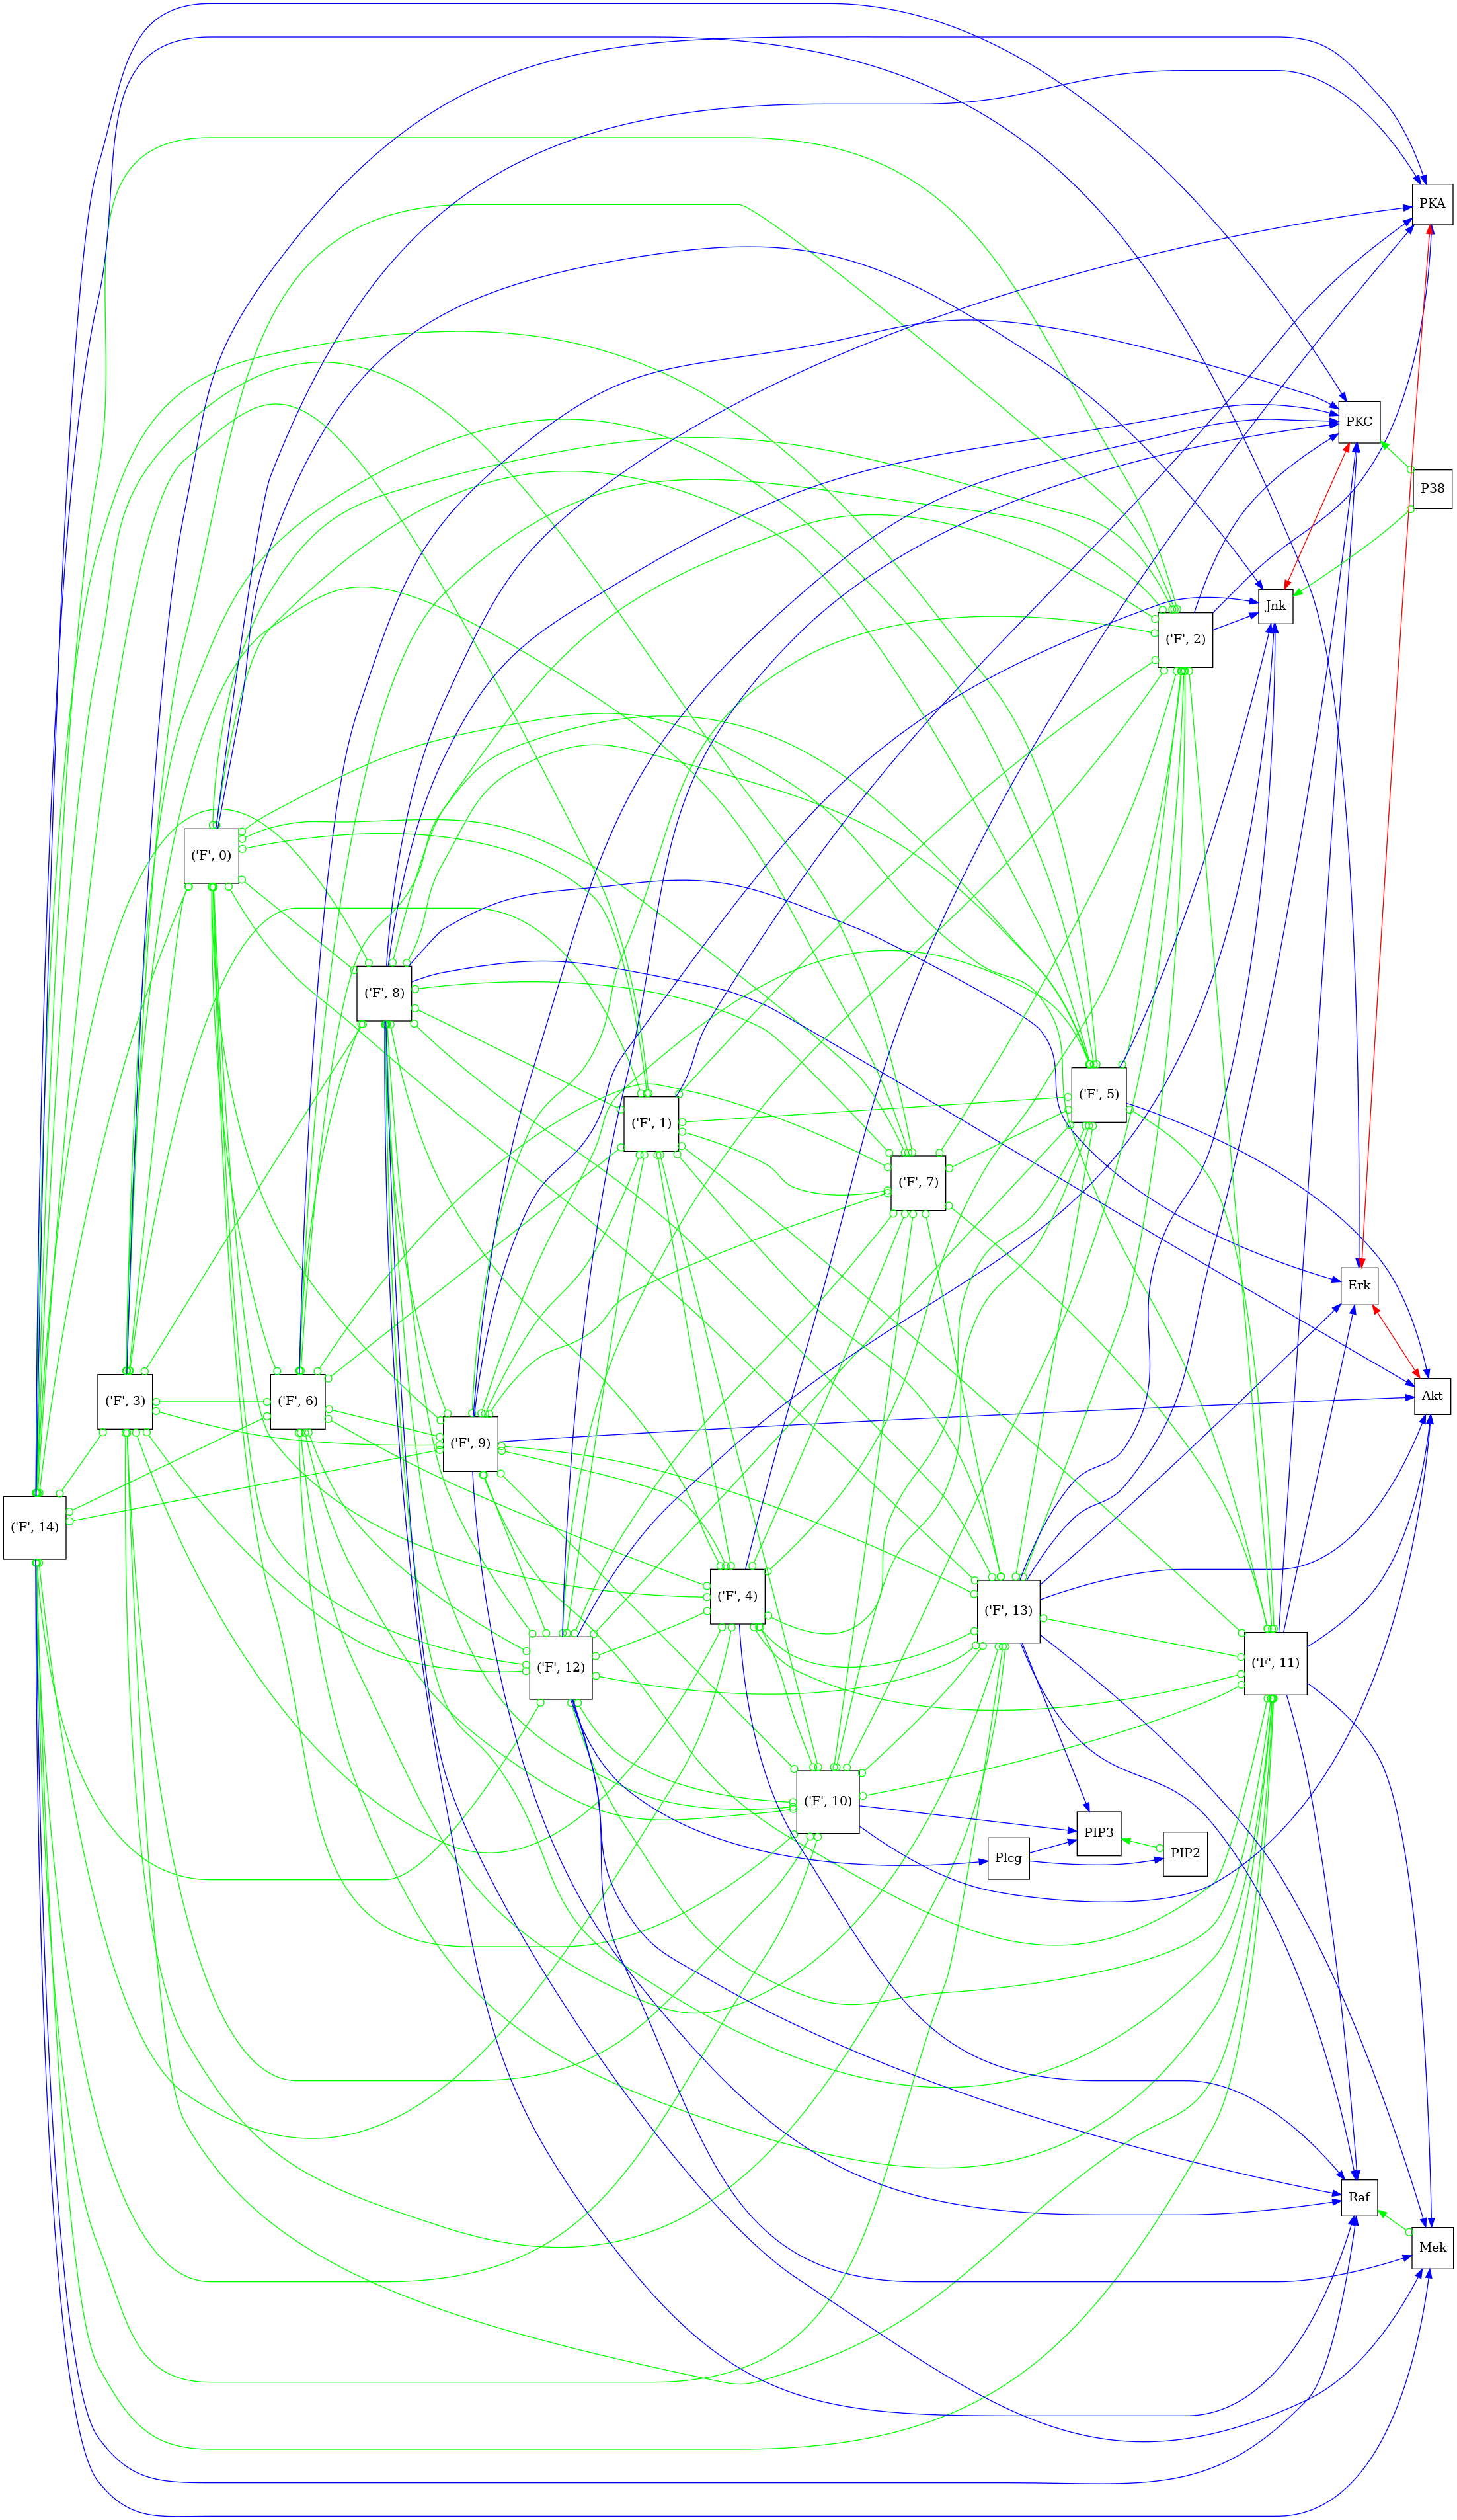 PKA
PKC
P38
Jnk
('F', 2)
('F', 0)
('F', 8)
('F', 5)
('F', 1)
('F', 7)
Erk
('F', 3)
('F', 6)
Akt
('F', 9)
('F', 14)
('F', 4)
('F', 13)
('F', 12)
('F', 11)
('F', 10)
PIP3
PIP2
Plcg
Raf
Mek